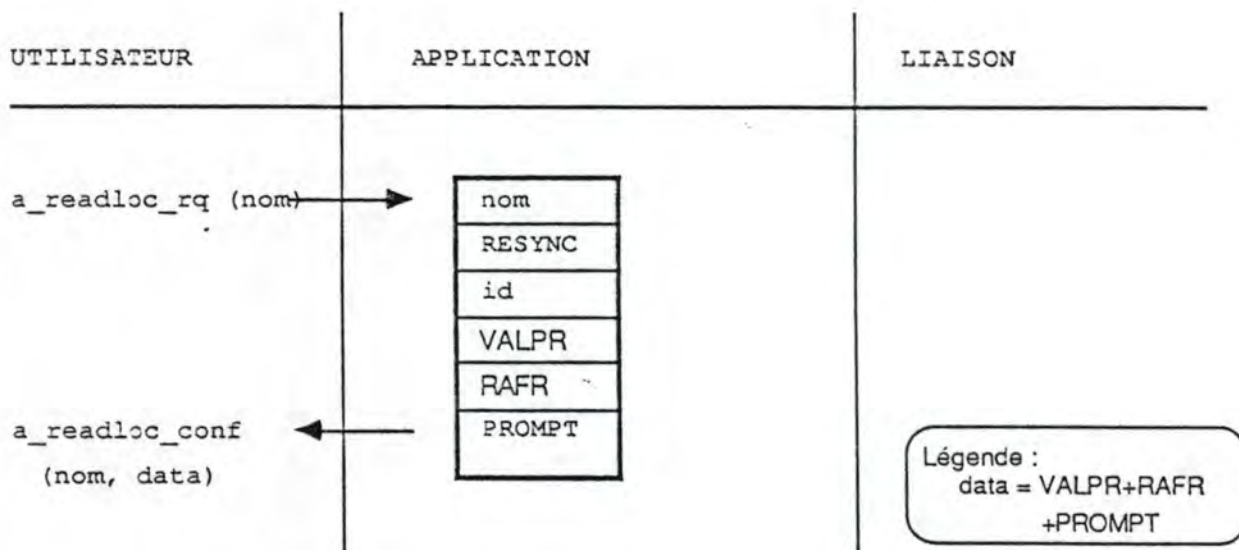 UTILISATEUR APPLICATION LIAISON
a_readloc_rq (nom)
nom
RESYNC
id
VALPR
RAFR
PROMPT
a_readloc_conf
(nom, data)
Légende :
data = VALPR+RAFR
+PROMPT